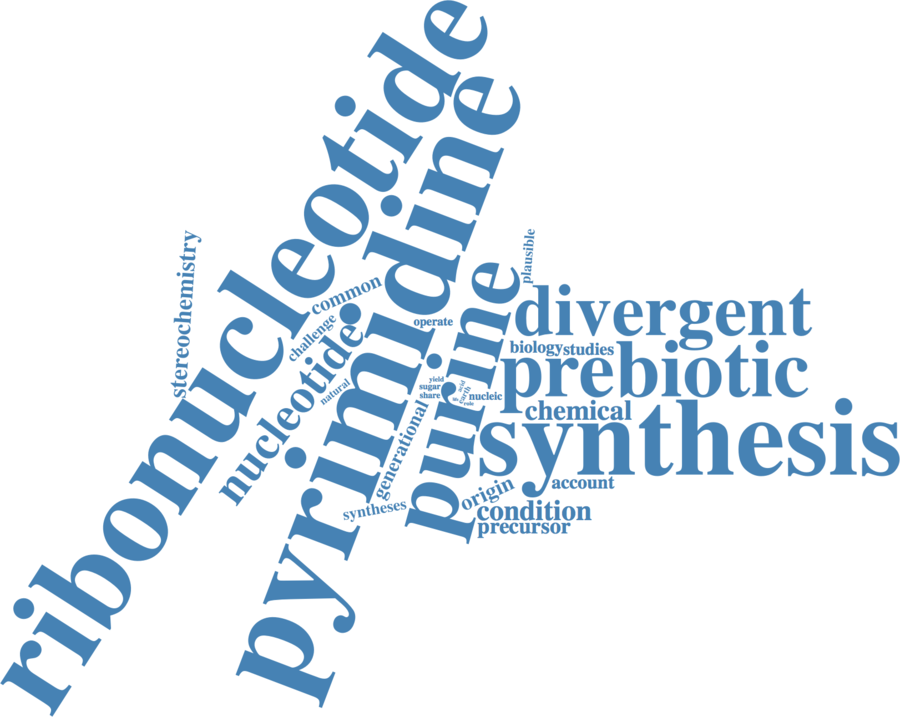 ribonucleotide
pyrimidine
purine
stereochemistry
common
challenge
nucleotide
natural
operate
plausible
divergent
biology
studies
prebiotic
chemical
synthesis
account
origin
condition
precursor
generational
syntheses
yield
sugar
share
acid
earth
nucleic
role